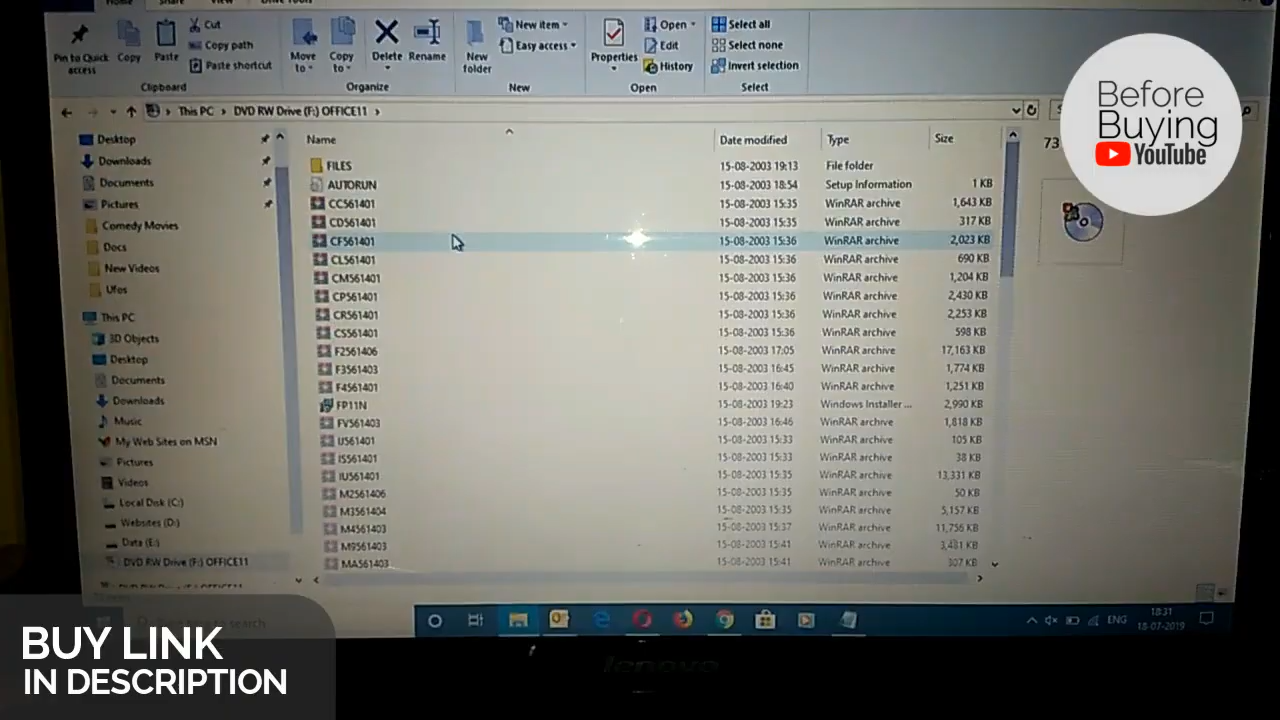 Home Share View Drive Tools
Pin to Quick access
Copy
Paste
Cut
Copy path
Paste shortcut
Clipboard
Move to
Copy to
Delete
Rename
Organize
New folder
New item
Easy access
New
Properties
Open
Edit
History
Open
Select all
Select none
Invert selection
Select
This PC > DVD RW Drive (F:) OFFICE11 >
Before
Buying
YouTube
73
Desktop
Downloads
Documents
Pictures
Comedy Movies
Docs
New Videos
Ufos
This PC
3D Objects
Desktop
Documents
Downloads
Music
My Web Sites on MSN
Pictures
Videos
Local Disk (C:)
Websites (D:)
Data (E:)
DVD RW Drive (F:) OFFICE11
Name Date modified Type Size
FILES 15-08-2003 19:13 File folder
AUTORUN 15-08-2003 18:54 Setup Information 1 KB
CC561401 15-08-2003 15:35 WinRAR archive 1,643 KB
CD561401 15-08-2003 15:35 WinRAR archive 317 KB
CF561401 15-08-2003 15:36 WinRAR archive 2,023 KB
CL561401 15-08-2003 15:36 WinRAR archive 690 KB
CM561401 15-08-2003 15:36 WinRAR archive 1,204 KB
CP561401 15-08-2003 15:36 WinRAR archive 2,430 KB
CR561401 15-08-2003 15:36 WinRAR archive 2,253 KB
CS561401 15-08-2003 15:36 WinRAR archive 598 KB
F2561406 15-08-2003 17:05 WinRAR archive 17,163 KB
F3561403 15-08-2003 16:45 WinRAR archive 1,774 KB
F4561401 15-08-2003 16:40 WinRAR archive 1,251 KB
FP11N 15-08-2003 19:23 Windows Installer ... 2,990 KB
FV561403 15-08-2003 16:46 WinRAR archive 1,818 KB
IJ561401 15-08-2003 15:33 WinRAR archive 105 KB
IS561401 15-08-2003 15:33 WinRAR archive 38 KB
IU561401 15-08-2003 15:35 WinRAR archive 13,331 KB
M2561406 15-08-2003 15:35 WinRAR archive 50 KB
M3561404 15-08-2003 15:35 WinRAR archive 5,157 KB
M4561403 15-08-2003 15:37 WinRAR archive 11,756 KB
M9561403 15-08-2003 15:41 WinRAR archive 3,481 KB
MA561403 15-08-2003 15:41 WinRAR archive 307 KB
ENG
18:31
18-07-2019
lenovo
BUY LINK
IN DESCRIPTION